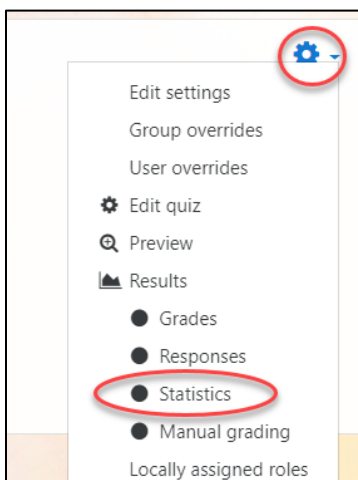 Edit settings
Group overrides
User overrides
Edit quiz
Preview
Results
Grades
Responses
Statistics
Manual grading
Locally assigned roles